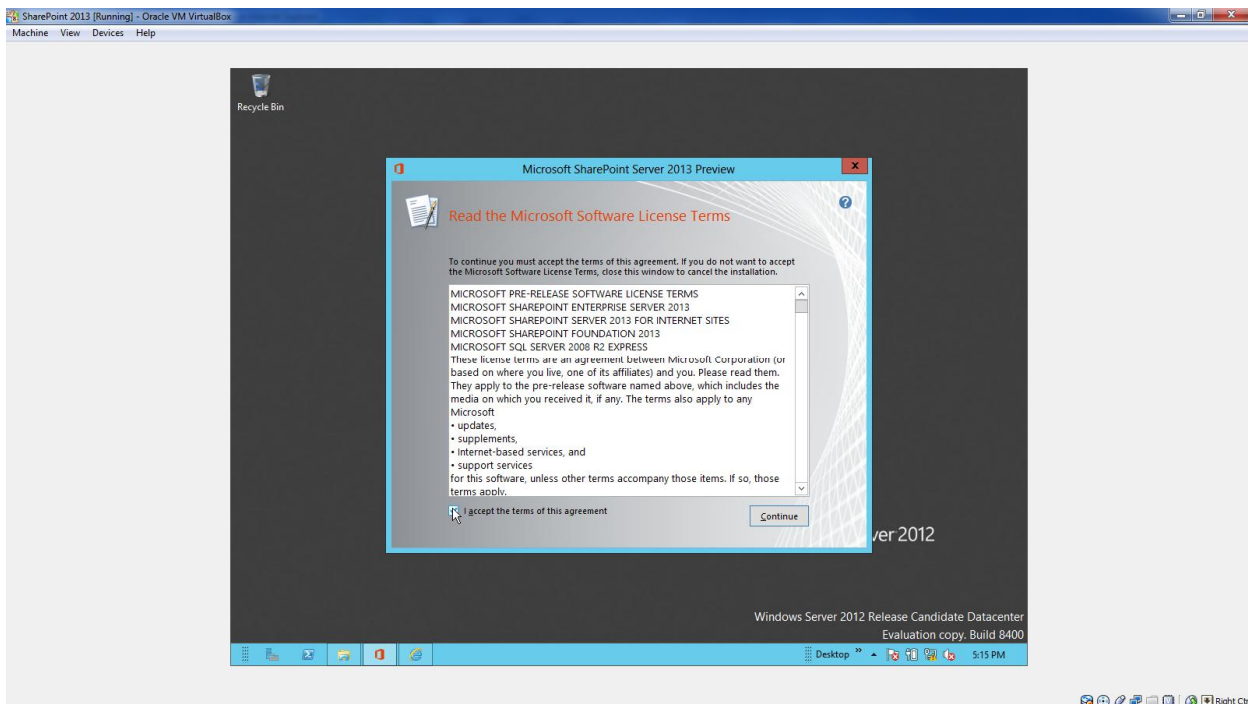 SharePoint 2013 [Running] - Oracle VM VirtualBox
Machine View Devices Help
Recycle Bin
Microsoft SharePoint Server 2013 Preview
Read the Microsoft Software License Terms
To continue you must accept the terms of this agreement. If you do not want to accept
the Microsoft Software License Terms, close this window to cancel the installation.
MICROSOFT PRE-RELEASE SOFTWARE LICENSE TERMS
MICROSOFT SHAREPOINT ENTERPRISE SERVER 2013
MICROSOFT SHAREPOINT SERVER 2013 FOR INTERNET SITES
MICROSOFT SHAREPOINT FOUNDATION 2013
MICROSOFT SQL SERVER 2008 R2 EXPRESS
These license terms are an agreement between Microsoft Corporation (or
based on where you live, one of its affiliates) and you. Please read them.
They apply to the pre-release software named above, which includes the
media on which you received it, if any. The terms also apply to any
Microsoft
• updates,
• supplements,
• Internet-based services, and
• support services
for this software, unless other terms accompany those items. If so, those
terms apply.
I accept the terms of this agreement
Continue
ver 2012
Windows Server 2012 Release Candidate Datacenter
Evaluation copy. Build 8400
Desktop
5:15 PM
Right Ctr